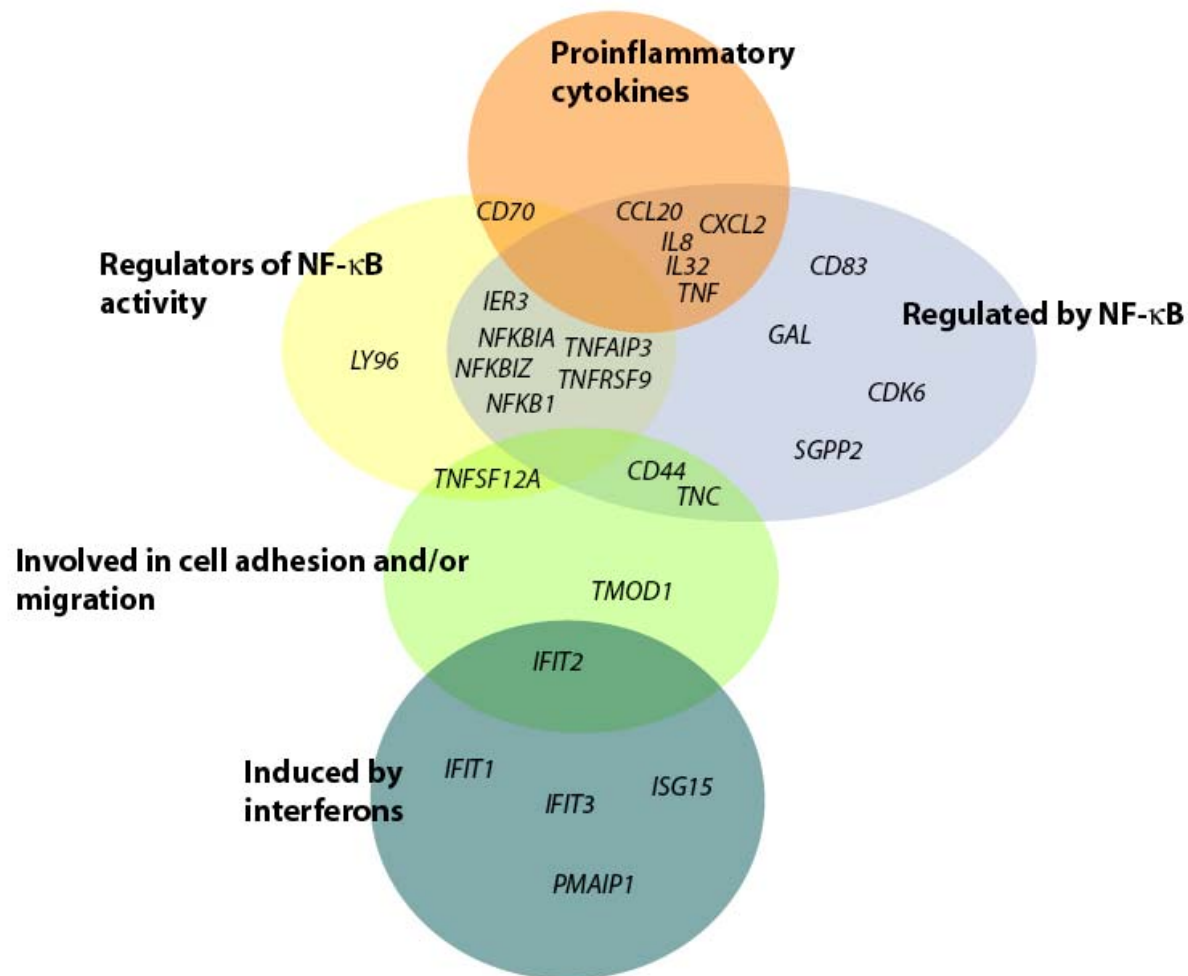 Proinflammatory
cytokines
CD70
CCL20
CXCL2
IL8
IL32
TNF
CD83
Regulators of NF-κB
activity
IER3
Regulated by NF-κB
NFKBIA
TNFAIP3
GAL
LY96
NFKBIZ
TNFRSF9
NFKB1
CDK6
SGPP2
TNFSF12A
CD44
TNC
Involved in cell adhesion and/or
migration
TMOD1
IFIT2
Induced by
interferons
IFIT1
IFIT3
ISG15
PMAIP1